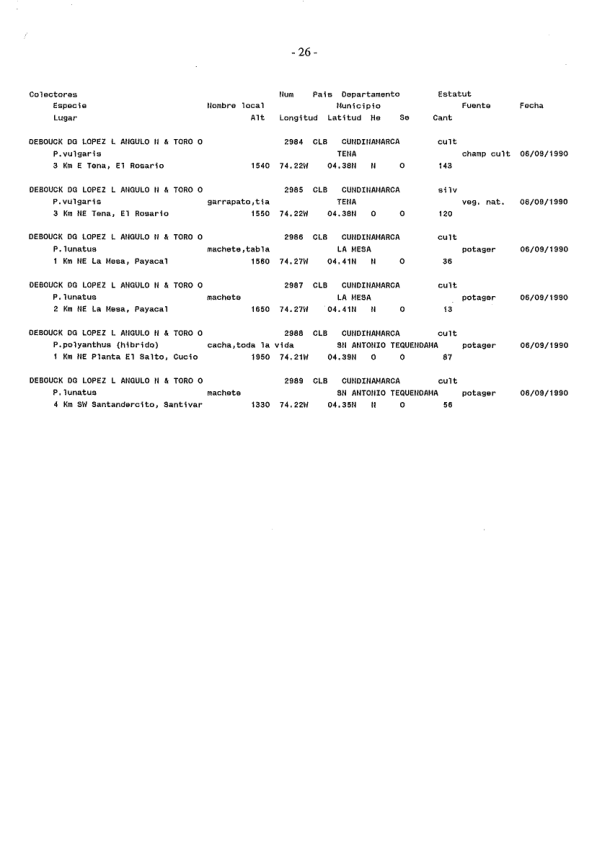 - 26 -
Colectores Num Pais Departamento Estatut
Especie Nombre local Municipio Fuente Fecha
Lugar Alt Longitud Latitud He Se Cant
DEBOUCK DG LOPEZ L ANGULO N & TORO O 2984 CLB CUNDINAMARCA cult
P.vulgaris TENA champ cult 06/09/1990
3 Km E Tena, El Rosario 1540 74.22W 04.38N N O 143
DEBOUCK DG LOPEZ L ANGULO N & TORO O 2985 CLB CUNDINAMARCA silv
P.vulgaris garrapato,tia TENA veg. nat. 06/09/1990
3 Km NE Tena, El Rosario 1550 74.22W 04.38N O O 120
DEBOUCK DG LOPEZ L ANGULO N & TORO O 2986 CLB CUNDINAMARCA cult
P.lunatus machete,tabla LA MESA potager 06/09/1990
1 Km NE La Mesa, Payacal 1560 74.27W 04.41N N O 36
DEBOUCK DG LOPEZ L ANGULO N & TORO O 2987 CLB CUNDINAMARCA cult
P.lunatus machete LA MESA potager 06/09/1990
2 Km NE La Mesa, Payacal 1650 74.27W 04.41N N O 13
DEBOUCK DG LOPEZ L ANGULO N & TORO O 2988 CLB CUNDINAMARCA cult
P.polyanthus (hibrido) cacha,toda la vida SN ANTONIO TEQUENDAMA potager 06/09/1990
1 Km NE Planta El Salto, Cucio 1950 74.21W 04.39N O O 87
DEBOUCK DG LOPEZ L ANGULO N & TORO O 2989 CLB CUNDINAMARCA cult
P.lunatus machete SN ANTONIO TEQUENDAMA potager 06/09/1990
4 Km SW Santandercito, Santivar 1330 74.22W 04.35N N O 56